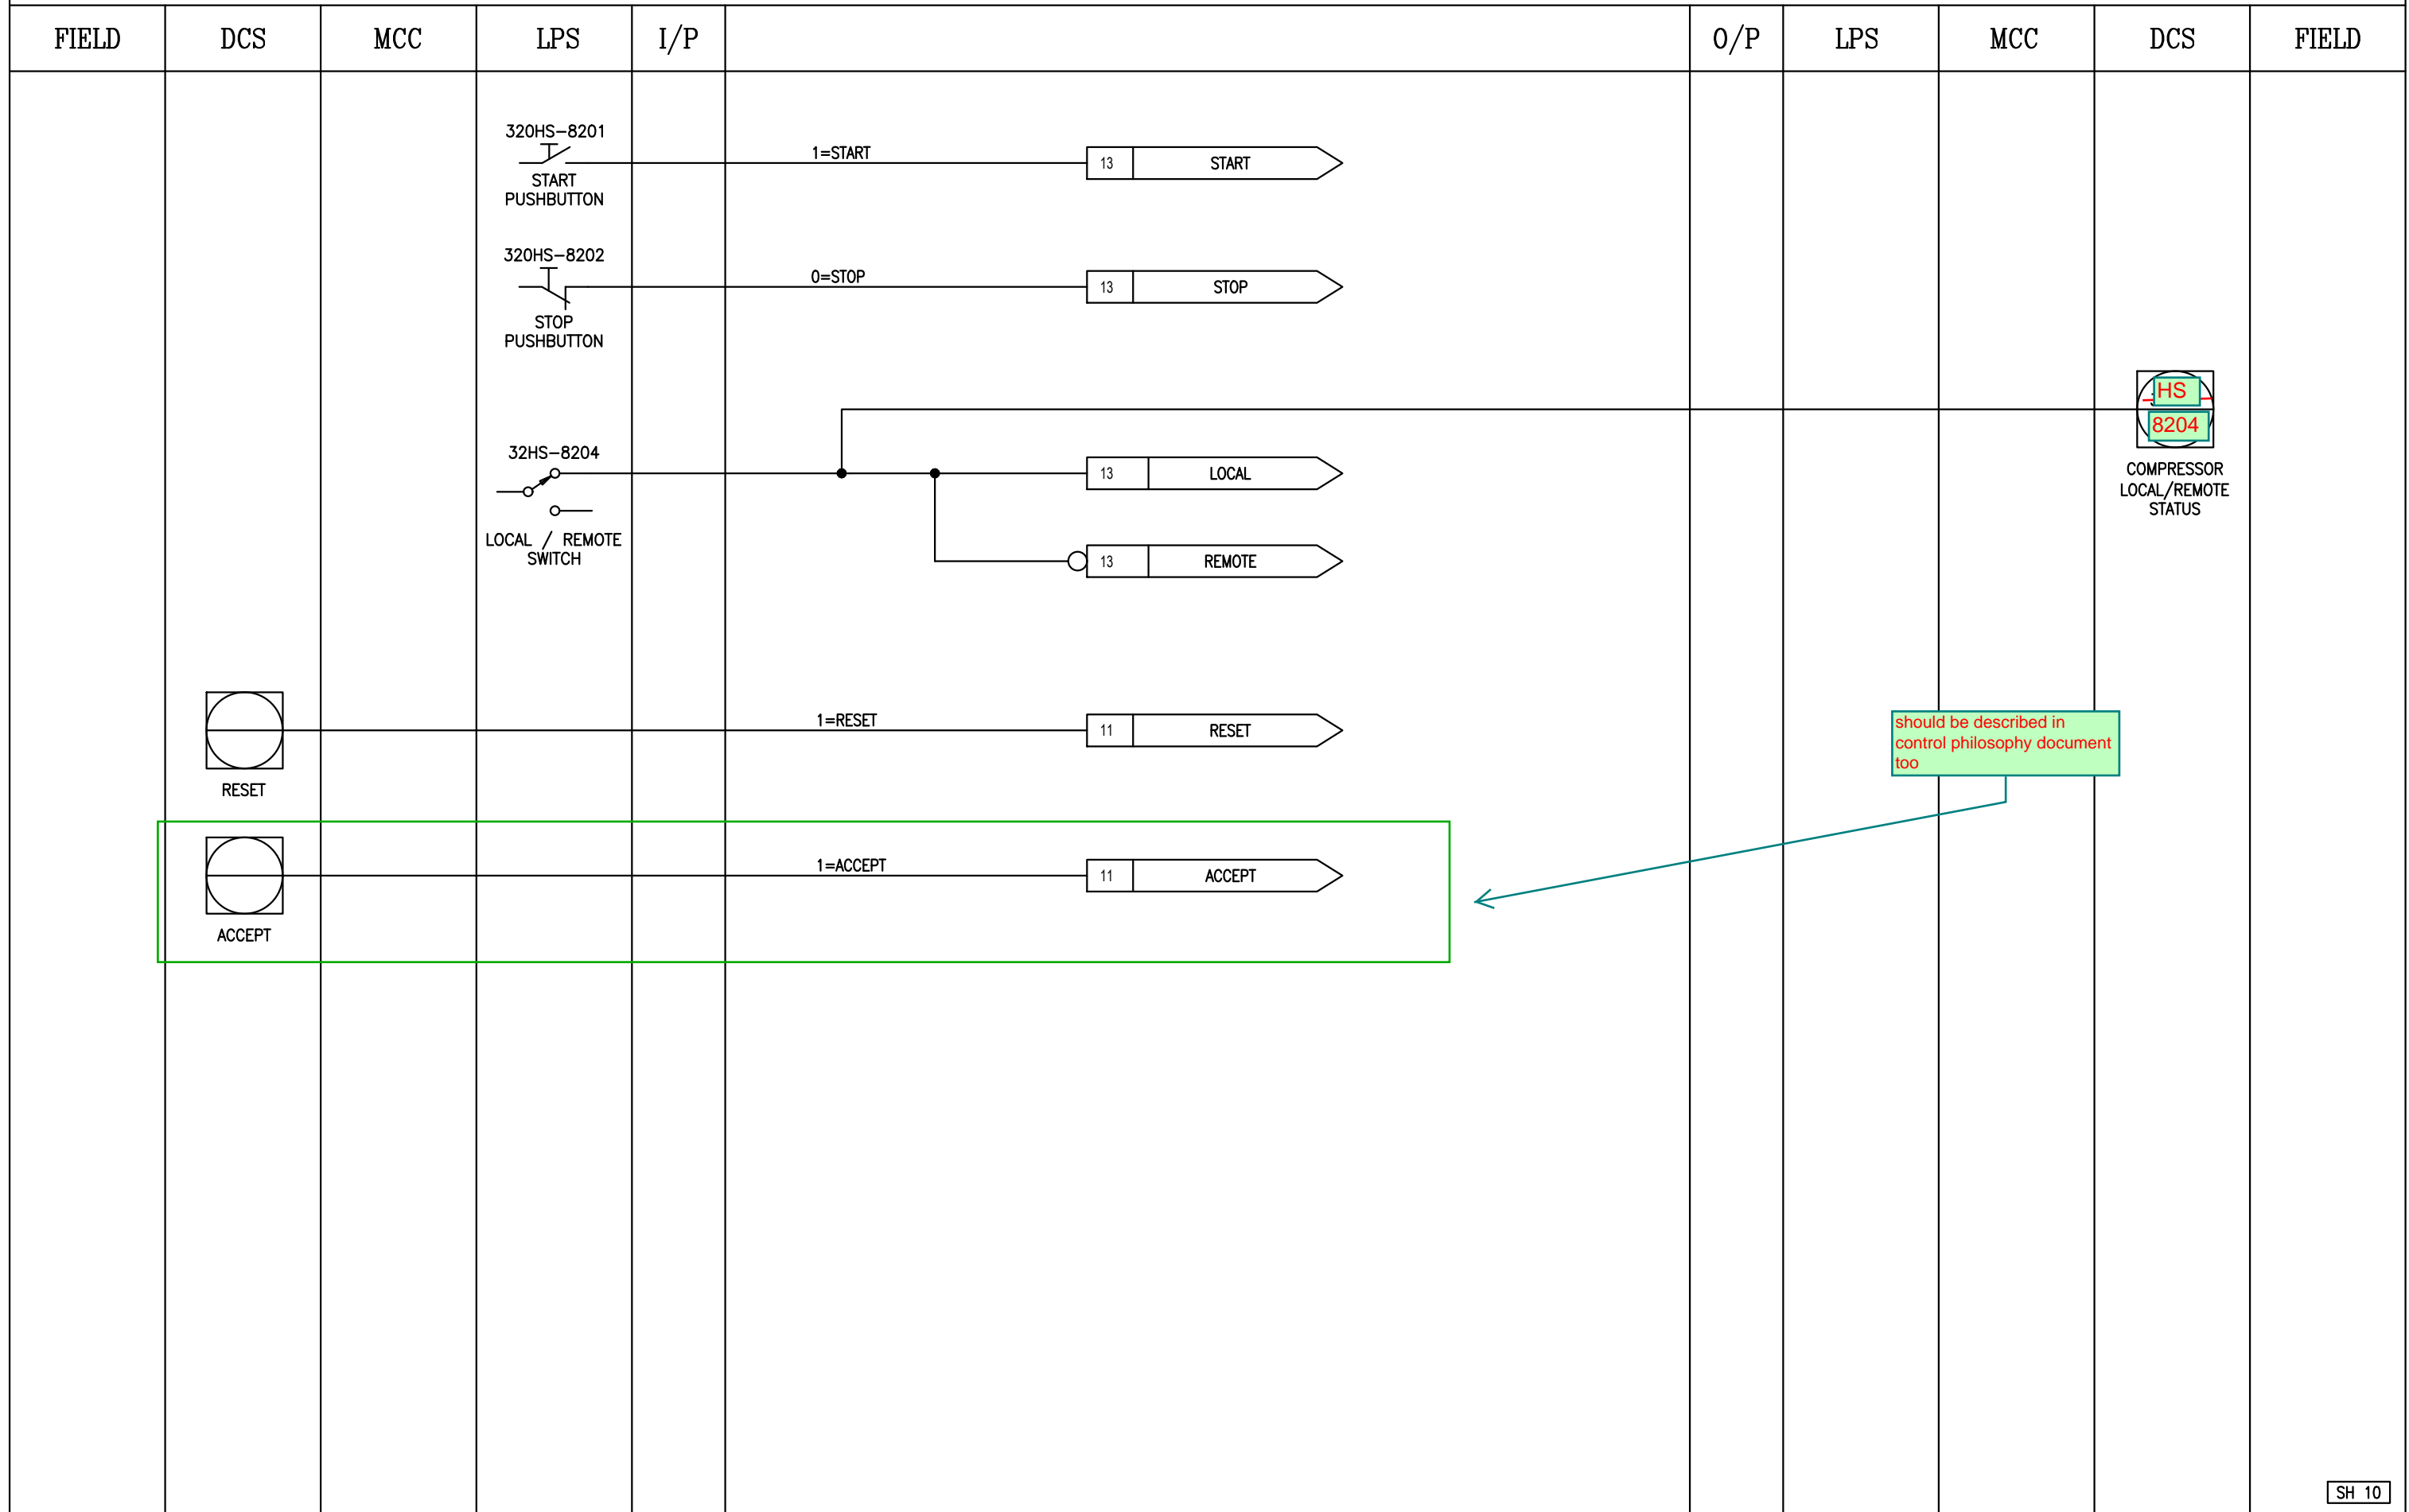 FIELD DCS MCC LPS I/P O/P LPS MCC DCS FIELD
320HS-8201
START
PUSHBUTTON
1=START
13 START
320HS-8202
STOP
PUSHBUTTON
0=STOP
13 STOP
HS
8204
COMPRESSOR
LOCAL/REMOTE
STATUS
32HS-8204
LOCAL / REMOTE
SWITCH
13 LOCAL
13 REMOTE
RESET
1=RESET
11 RESET
should be described in
control philosophy document
too
ACCEPT
1=ACCEPT
11 ACCEPT
SH 10